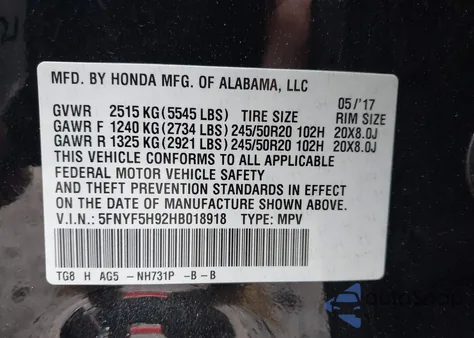 MFD. BY HONDA MFG. OF ALABAMA, LLC
05/'17
GVWR 2515 KG(5545 LBS) TIRE SIZE RIM SIZE
GAWR F 1240 KG(2734 LBS)245/50R20 102H 20X8.0J
GAWR R 1325 KG(2921 LBS)245/50R20 102H 20X8.0J
THIS VEHICLE CONFORMS TO ALL APPLICABLE
FEDERAL MOTOR VEHICLE SAFETY
AND THEFT PREVENTION STANDARDS IN EFFECT
ON THE DATE OF MANUFACTURE SHOWN ABOVE.
V.I.N.: 5FNYF5H92HB018918 TYPE: MPV
TG8 H AG5 -NH731P -B -B
autoshop